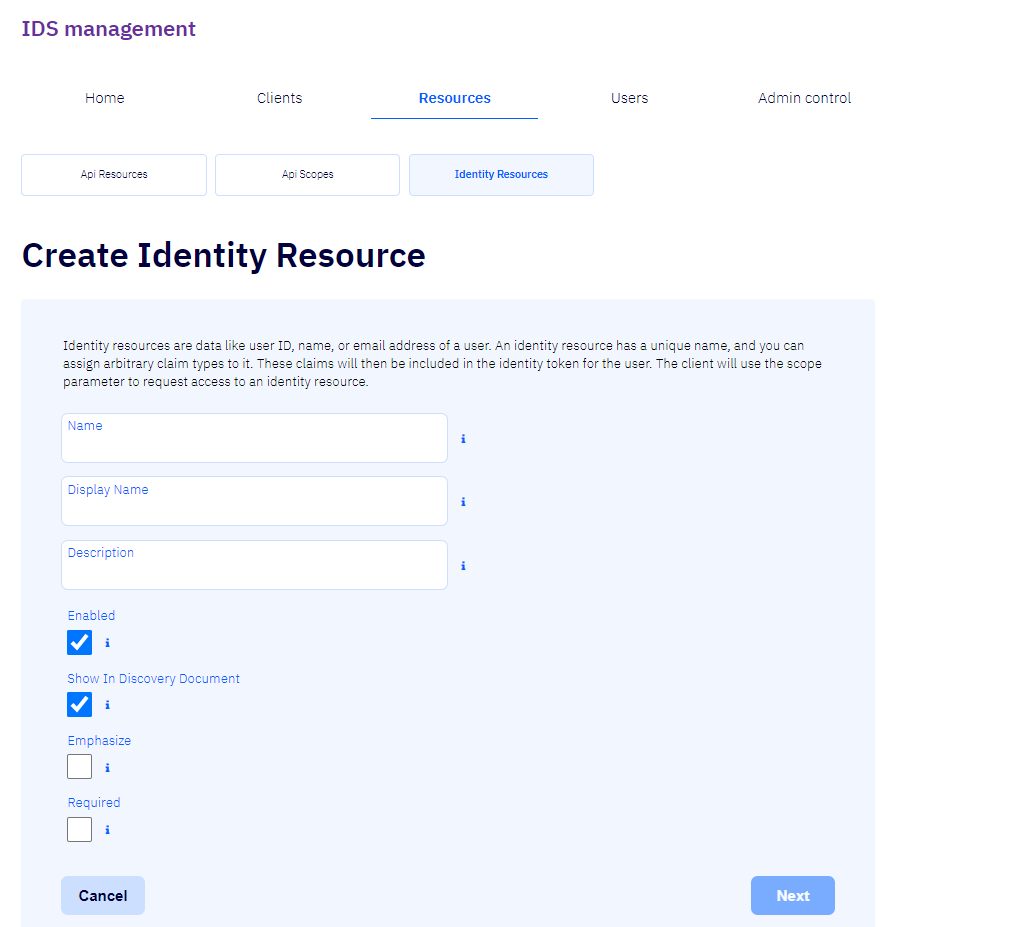 IDS management
Home Clients Resources Users Admin control
Api Resources Api Scopes Identity Resources
Create Identity Resource
Identity resources are data like user ID, name, or email address of a user. An identity resource has a unique name, and you can
assign arbitrary claim types to it. These claims will then be included in the identity token for the user. The client will use the scope
parameter to request access to an identity resource.
Name
i
Display Name
i
Description
i
Enabled
i
Show In Discovery Document
i
Emphasize
i
Required
i
Cancel Next